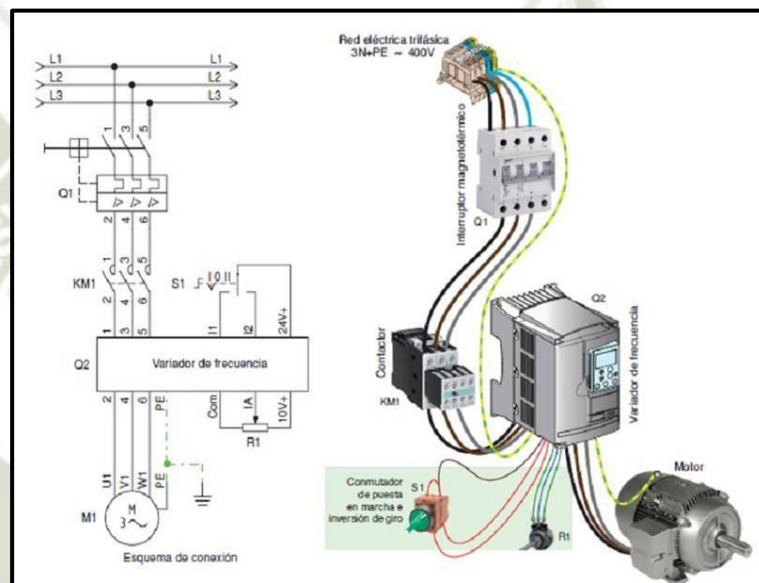 L1 L1
L2 L2
L3 L3
1 3 5
Q1
2 4 6
1 3 5
KM1
2 4 6
S1
I 0 II
I1 I2 24V+
1 3 5
Q2
Variador de frecuencia
2 4 6 PE
Com IA 10V+
R1
U1 V1 W1 PE
M1
M
3
Esquema de conexión
Red eléctrica trifásica
3N+PE ~ 400V
Interruptor magnetotérmico
Q1
Q2
Variador de frecuencia
Contactor
KM1
Conmutador
de puesta
en marcha e
inversión de giro
S1
R1
Motor